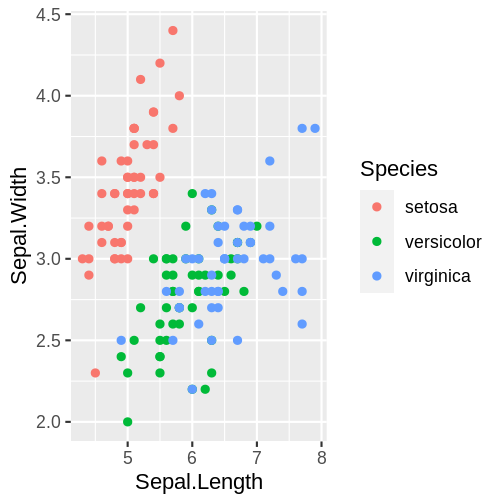 4.5
4.0
3.5
3.0
2.5
2.0
Sepal.Width
5 6 7 8
Sepal.Length
Species
setosa
versicolor
virginica